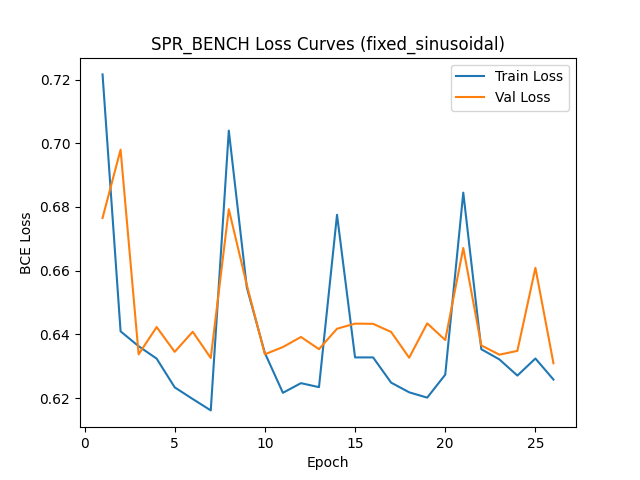 SPR_BENCH Loss Curves (fixed_sinusoidal)
Train Loss
Val Loss
BCE Loss
0.72
0.70
0.68
0.66
0.64
0.62
0 5 10 15 20 25
Epoch